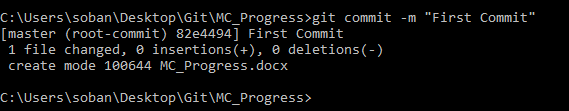 C:\Users\soban\Desktop\Git\MC_Progress>git commit -m "First Commit"
[master (root-commit) 82e4494] First Commit
 1 file changed, 0 insertions(+), 0 deletions(-)
 create mode 100644 MC_Progress.docx
C:\Users\soban\Desktop\Git\MC_Progress>